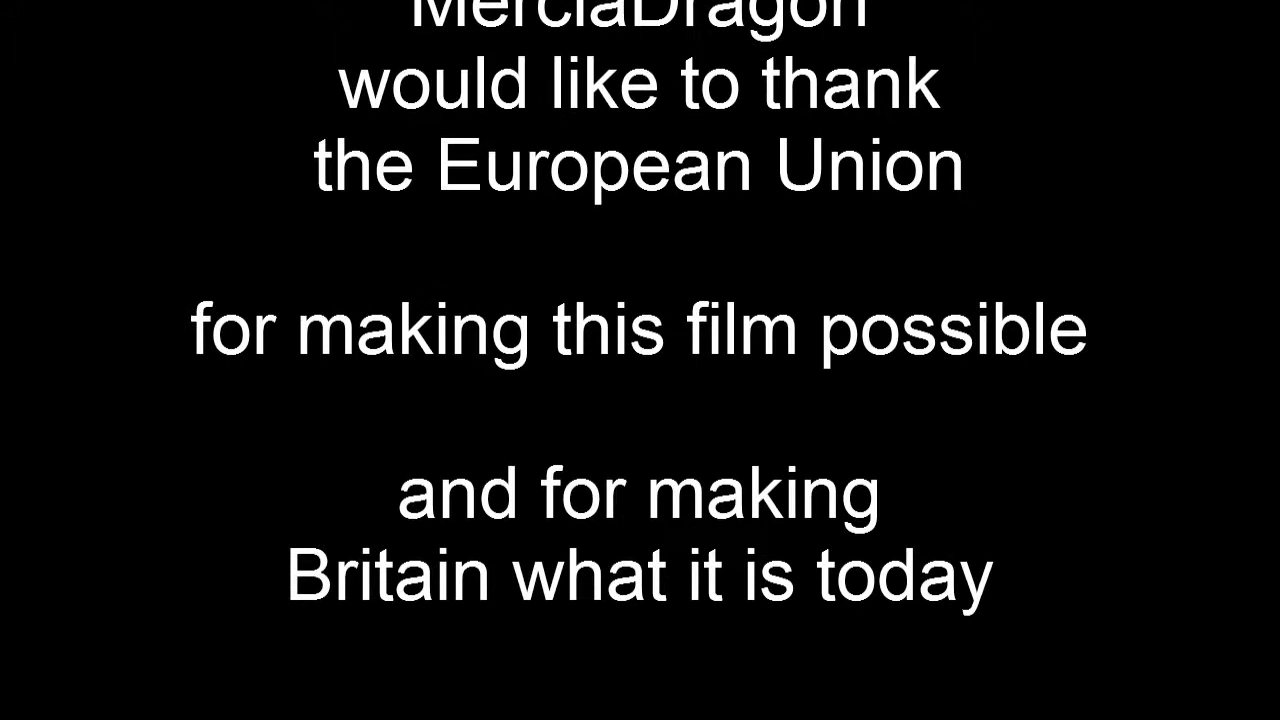 MerciaDragon
would like to thank
the European Union
for making this film possible
and for making
Britain what it is today